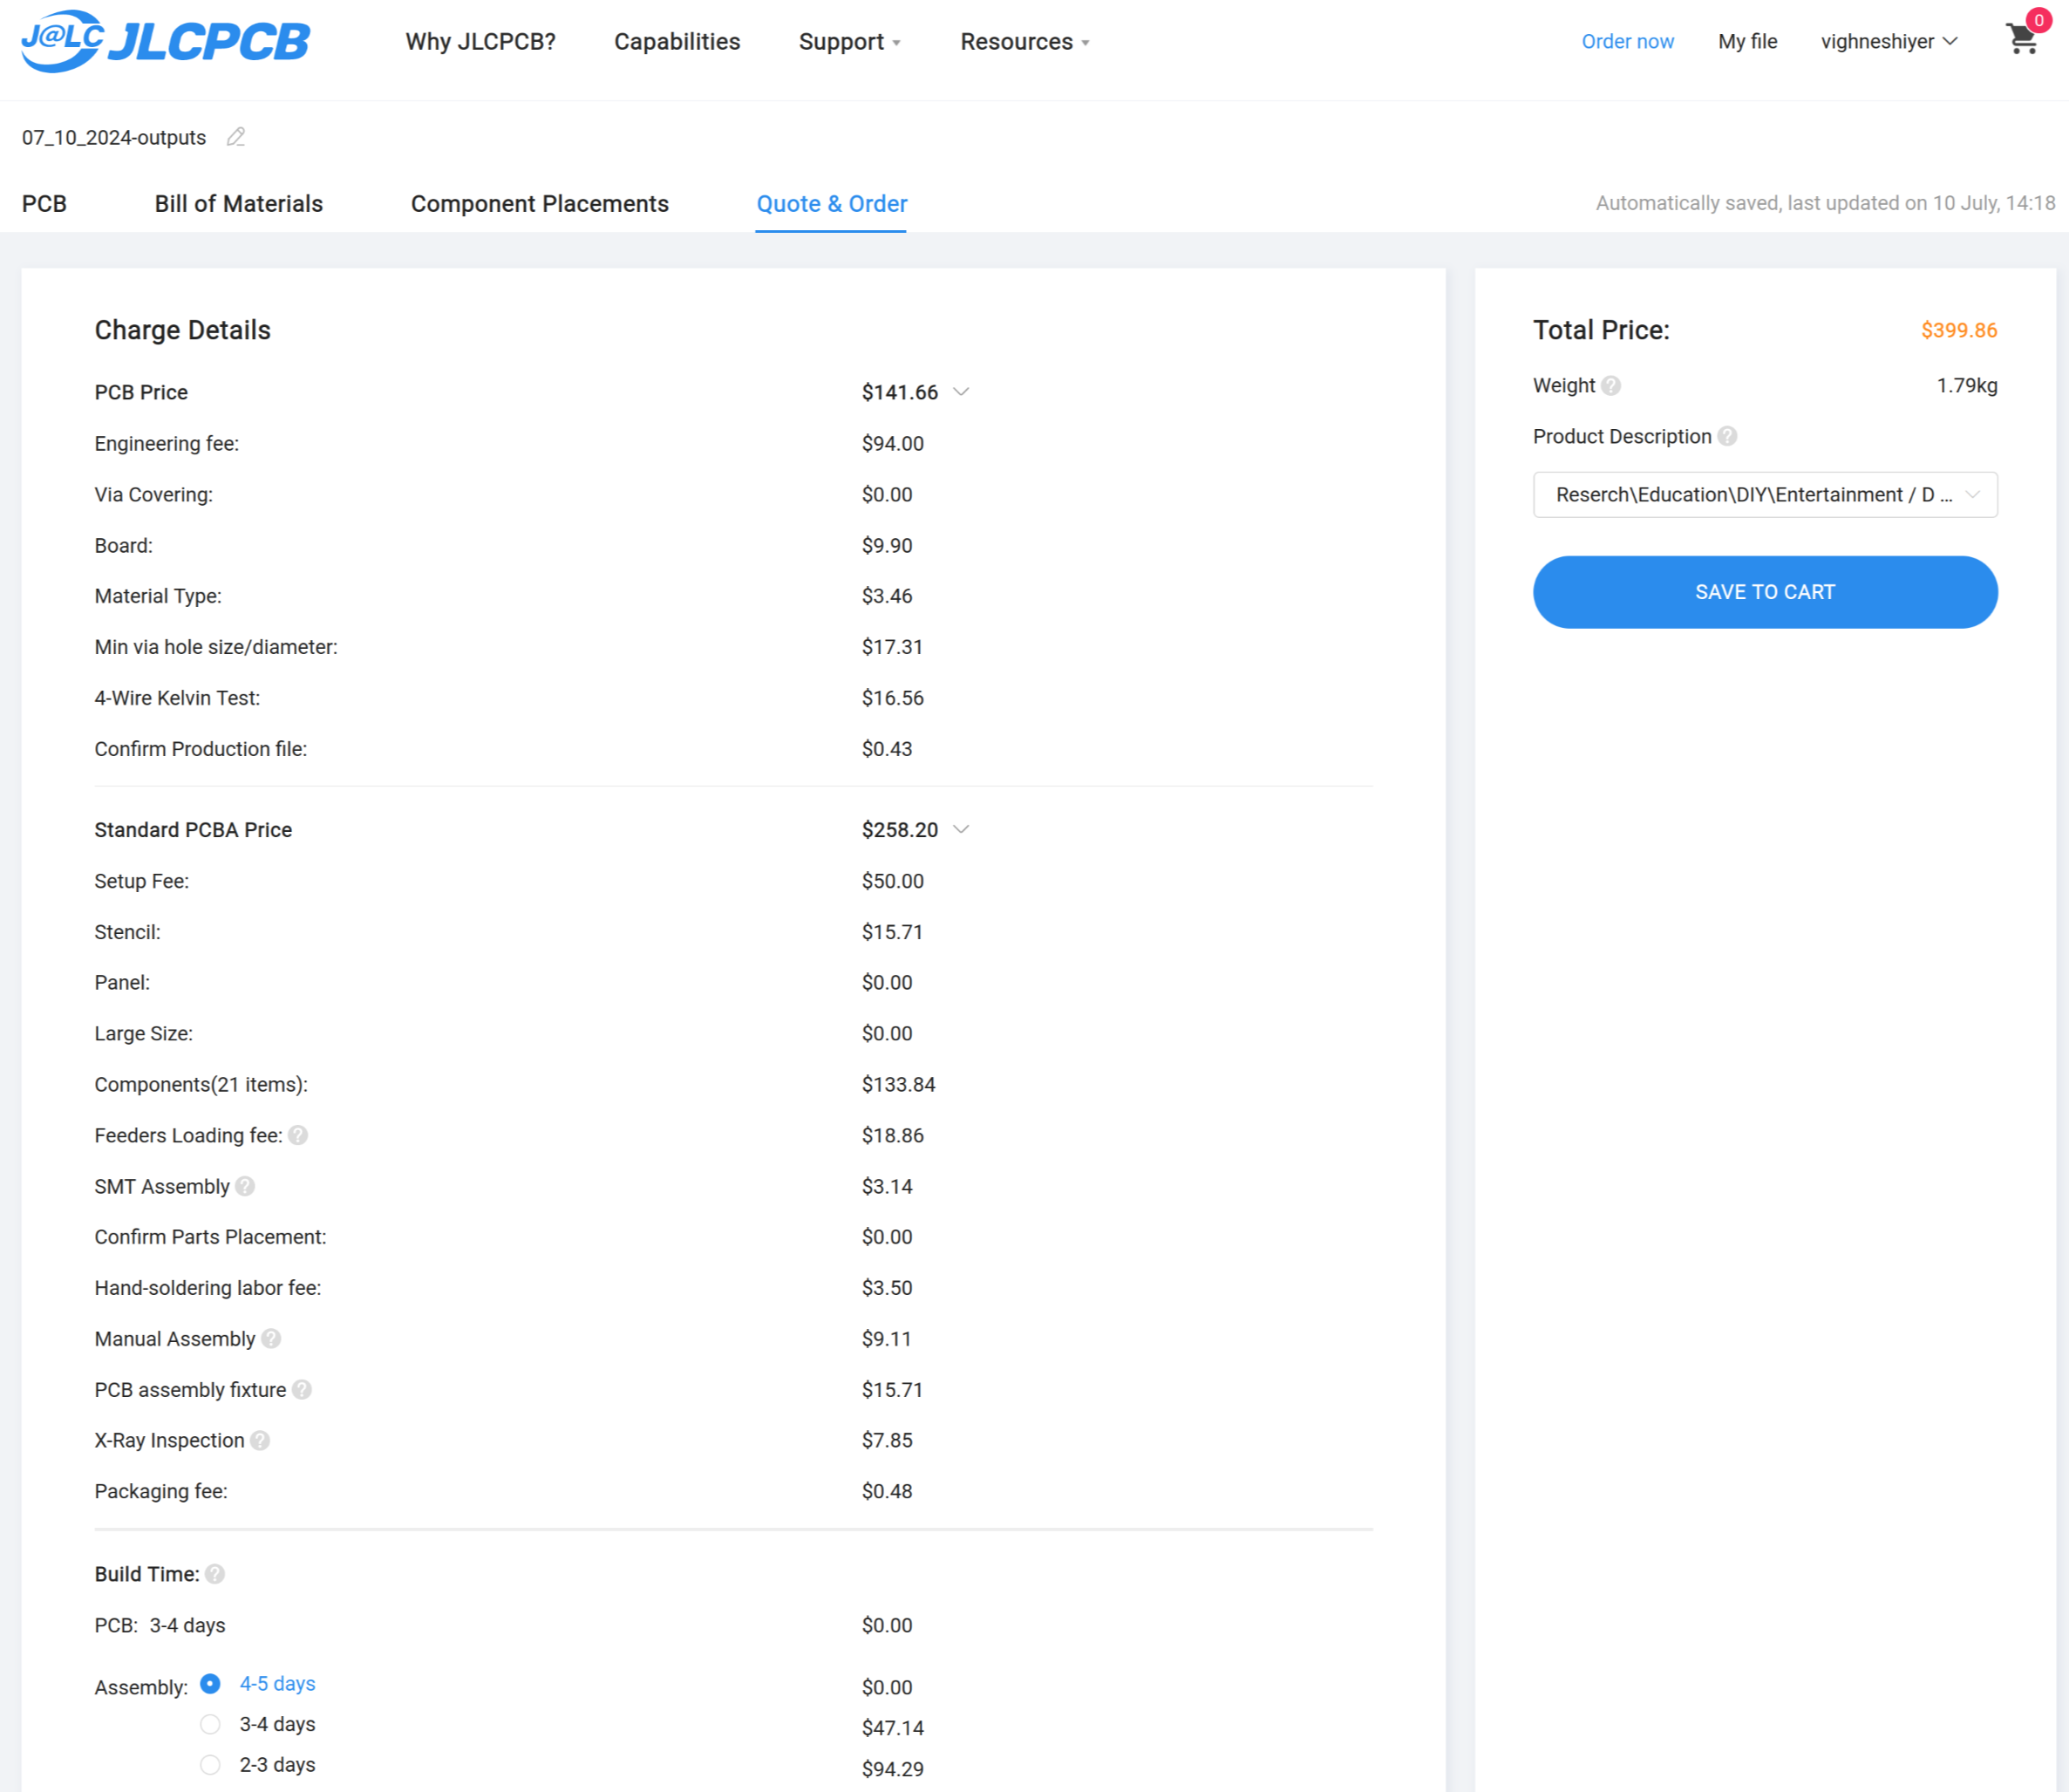 J@LC JLCPCB Why JLCPCB? Capabilities Support Resources Order now My file vighneshiyer 0
07_10_2024-outputs
PCB Bill of Materials Component Placements Quote & Order Automatically saved, last updated on 10 July, 14:18
Charge Details
PCB Price $141.66
Engineering fee: $94.00
Via Covering: $0.00
Board: $9.90
Material Type: $3.46
Min via hole size/diameter: $17.31
4-Wire Kelvin Test: $16.56
Confirm Production file: $0.43
Standard PCBA Price $258.20
Setup Fee: $50.00
Stencil: $15.71
Panel: $0.00
Large Size: $0.00
Components(21 items): $133.84
Feeders Loading fee: ? $18.86
SMT Assembly ? $3.14
Confirm Parts Placement: $0.00
Hand-soldering labor fee: $3.50
Manual Assembly ? $9.11
PCB assembly fixture ? $15.71
X-Ray Inspection ? $7.85
Packaging fee: $0.48
Build Time: ?
PCB: 3-4 days $0.00
Assembly: 4-5 days $0.00
3-4 days $47.14
2-3 days $94.29
Total Price: $399.86
Weight ? 1.79kg
Product Description ?
Reserch\Education\DIY\Entertainment / D ...
SAVE TO CART